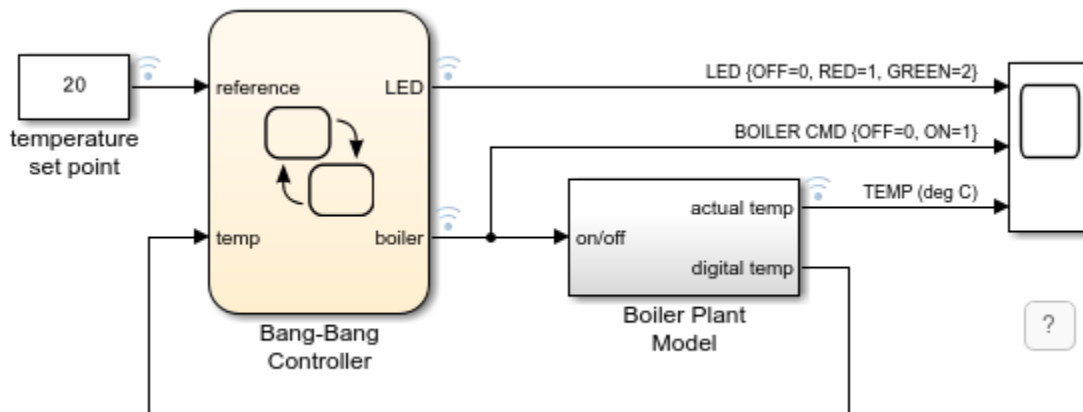 20
temperature
set point
reference
LED
temp
boiler
Bang-Bang
Controller
LED {OFF=0, RED=1, GREEN=2}
BOILER CMD {OFF=0, ON=1}
TEMP (deg C)
on/off
actual temp
digital temp
Boiler Plant
Model
?